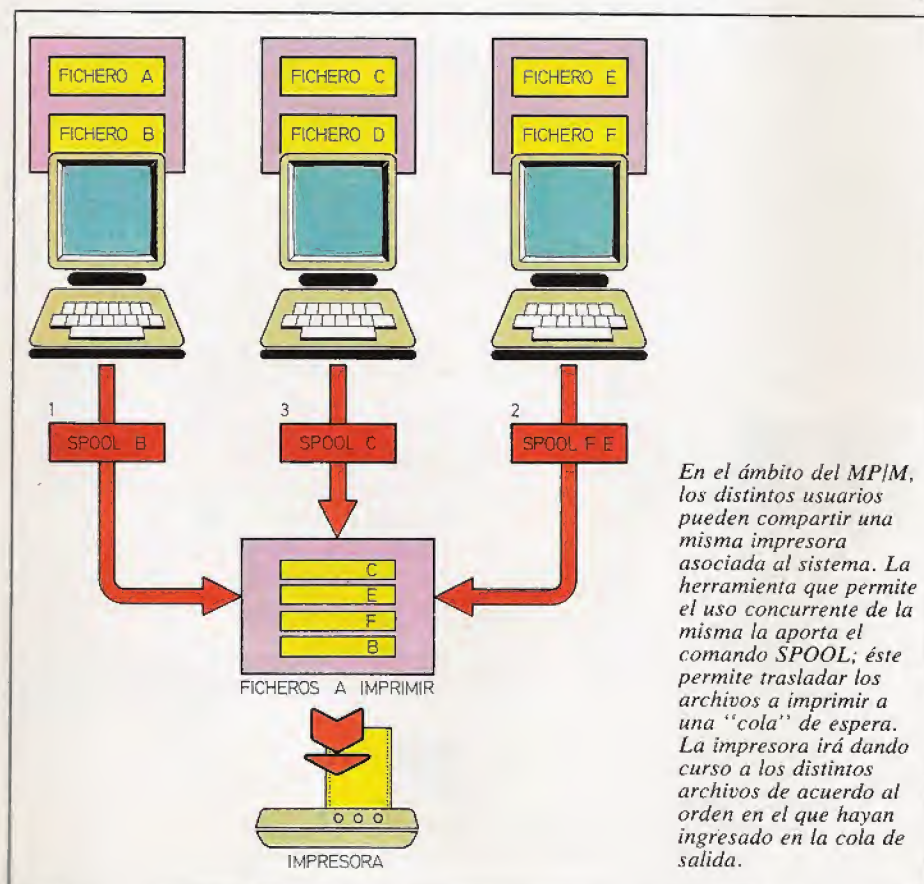 FICHERO A
FICHERO B
FICHERO C
FICHERO D
FICHERO E
FICHERO F
1
SPOOL B
3
SPOOL C
2
SPOOL F E
C
E
F
B
FICHEROS A IMPRIMIR
IMPRESORA
En el ámbito del MP/M,
los distintos usuarios
pueden compartir una
misma impresora
asociada al sistema. La
herramienta que permite
el uso concurrente de la
misma la aporta el
comando SPOOL; éste
permite trasladar los
archivos a imprimir a
una "cola" de espera.
La impresora irá dando
curso a los distintos
archivos de acuerdo al
orden en el que hayan
ingresado en la cola de
salida.